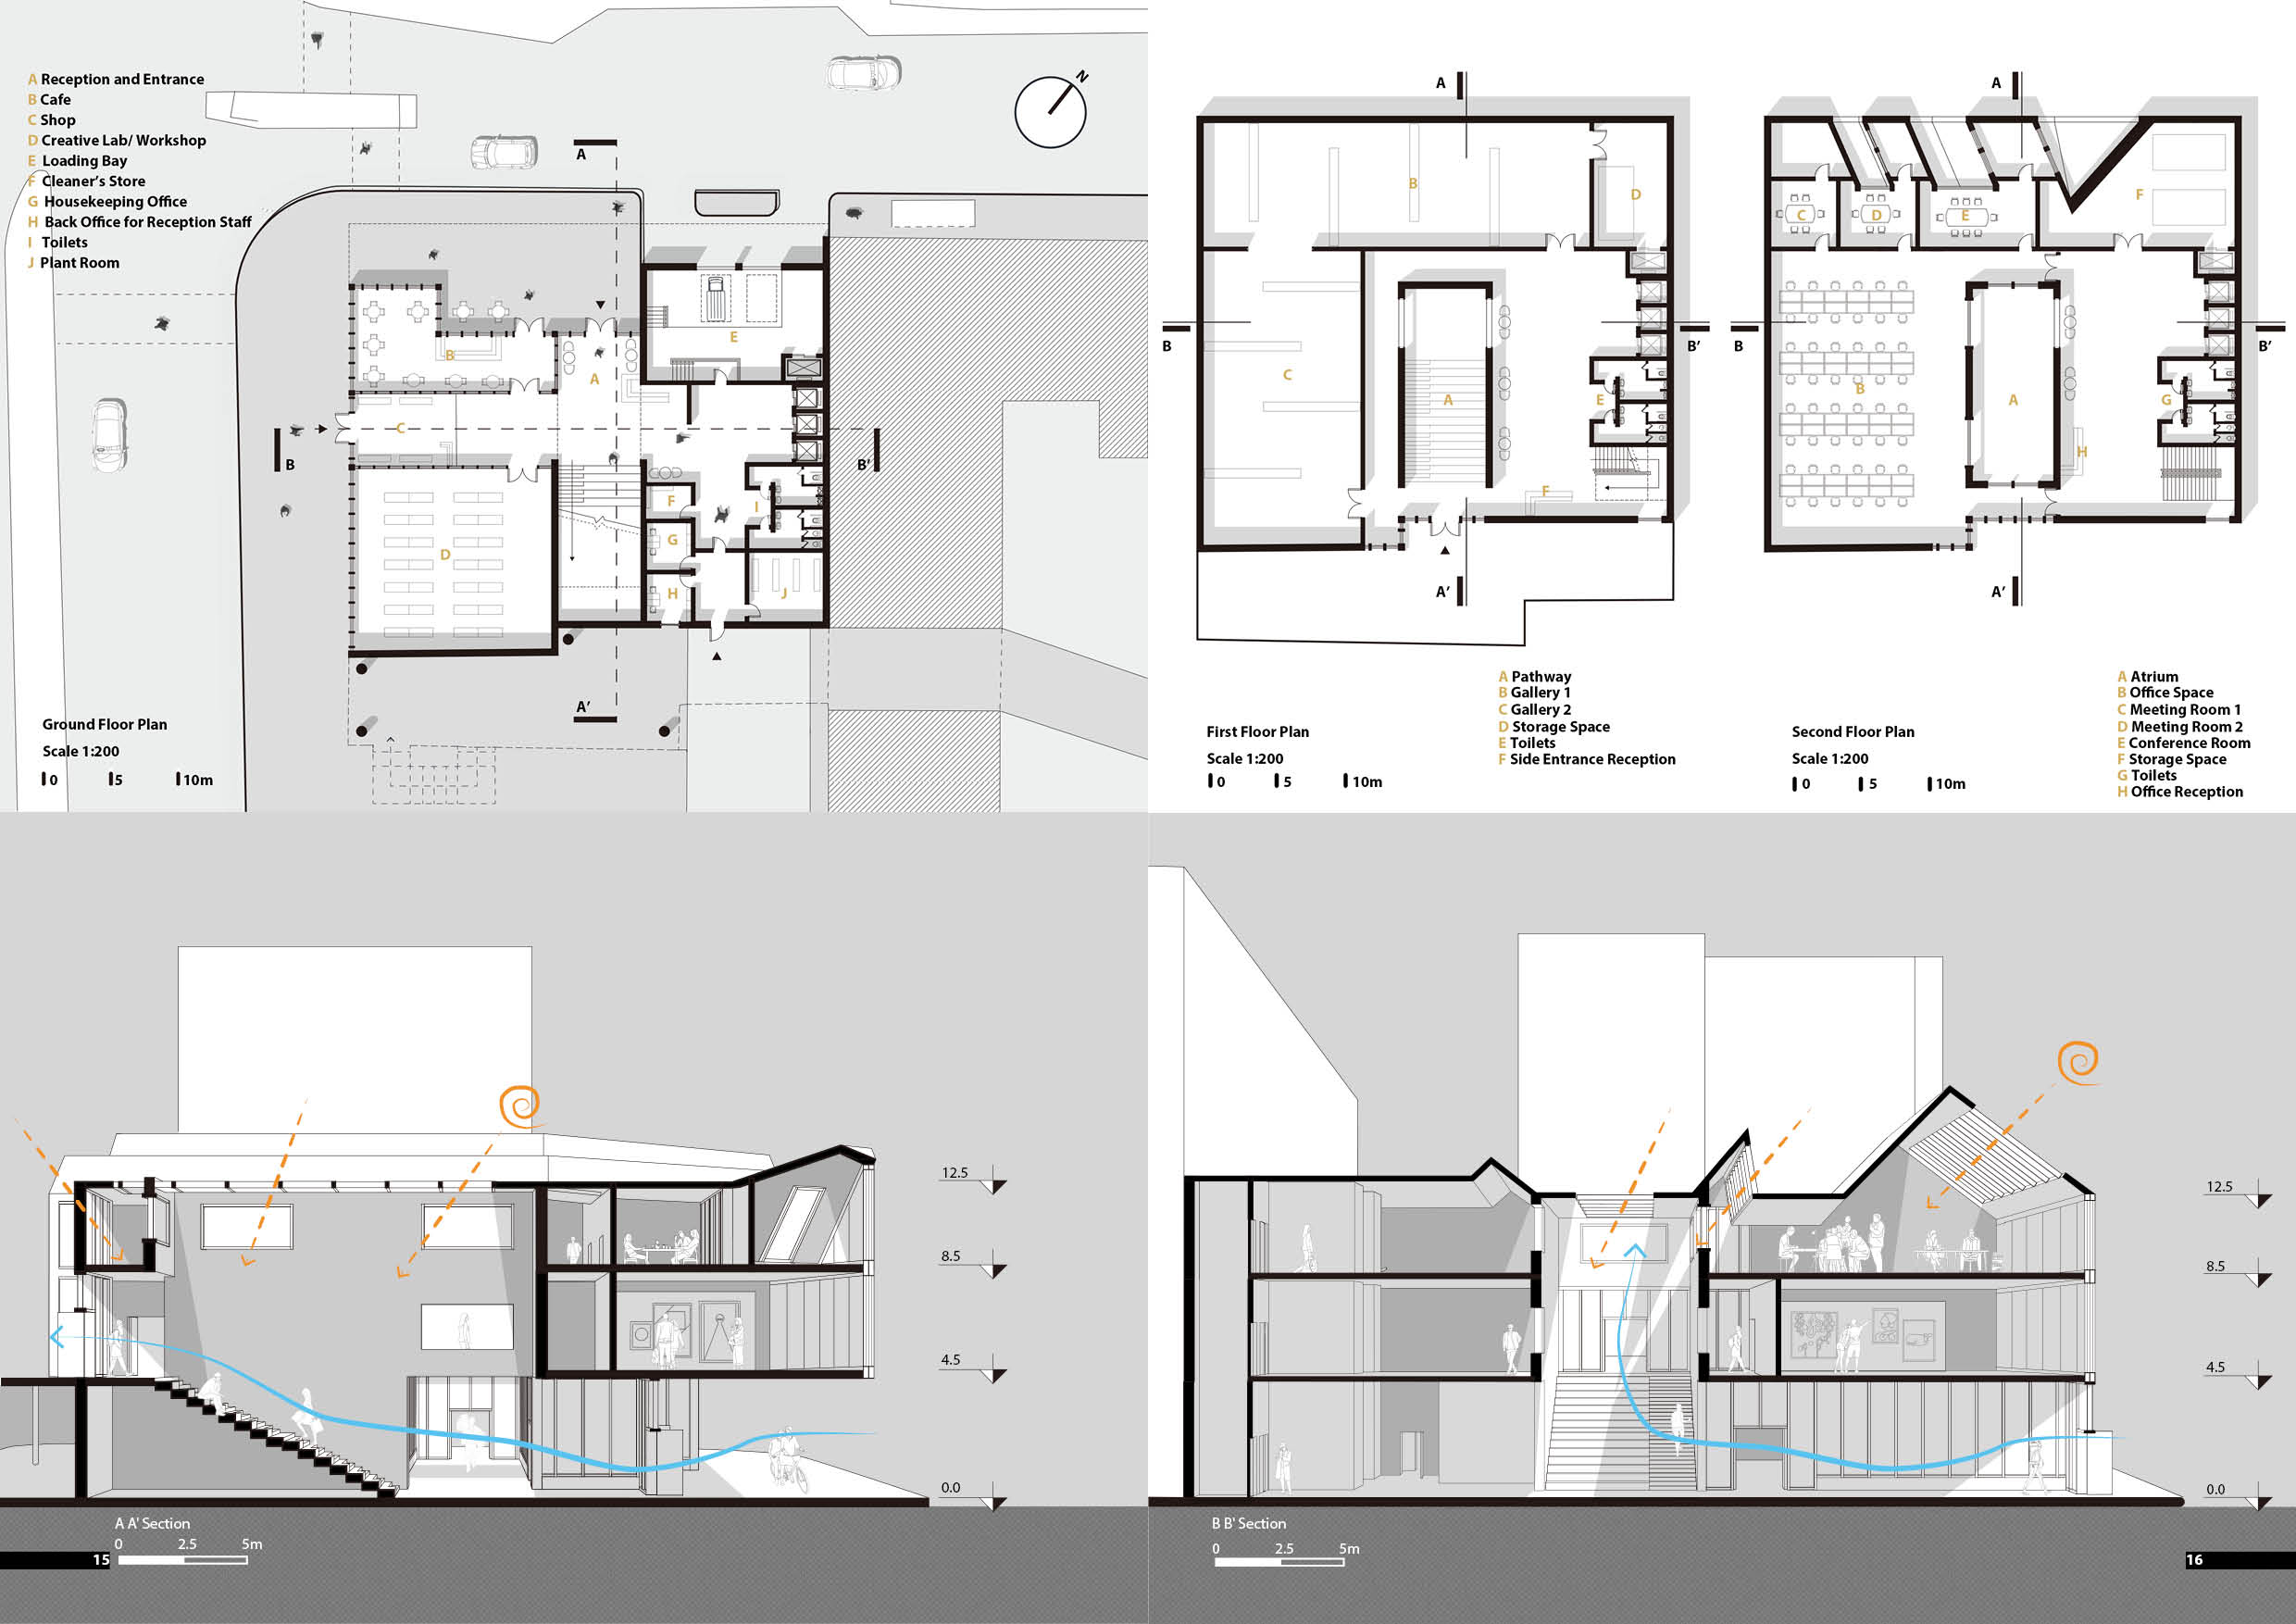 A Reception and Entrance
B Cafe
C Shop
D Creative Lab/ Workshop
E Loading Bay
F Cleaner's Store
G Housekeeping Office
H Back Office for Reception Staff
I Toilets
J Plant Room
N
A
B
A
E
C
B
B'
F
I
G
D
H
J
A'
Ground Floor Plan
Scale 1:200
0 5 10m
A
B
D
B
B'
C
A
E
F
A'
A Pathway
B Gallery 1
C Gallery 2
D Storage Space
E Toilets
F Side Entrance Reception
First Floor Plan
Scale 1:200
0 5 10m
A
F
C
D
E
B
B'
B
A
G
H
A'
A Atrium
B Office Space
C Meeting Room 1
D Meeting Room 2
E Conference Room
F Storage Space
G Toilets
H Office Reception
Second Floor Plan
Scale 1:200
0 5 10m
12.5
8.5
4.5
0.0
A A' Section
0 2.5 5m
15
12.5
8.5
4.5
0.0
B B' Section
0 2.5 5m
16